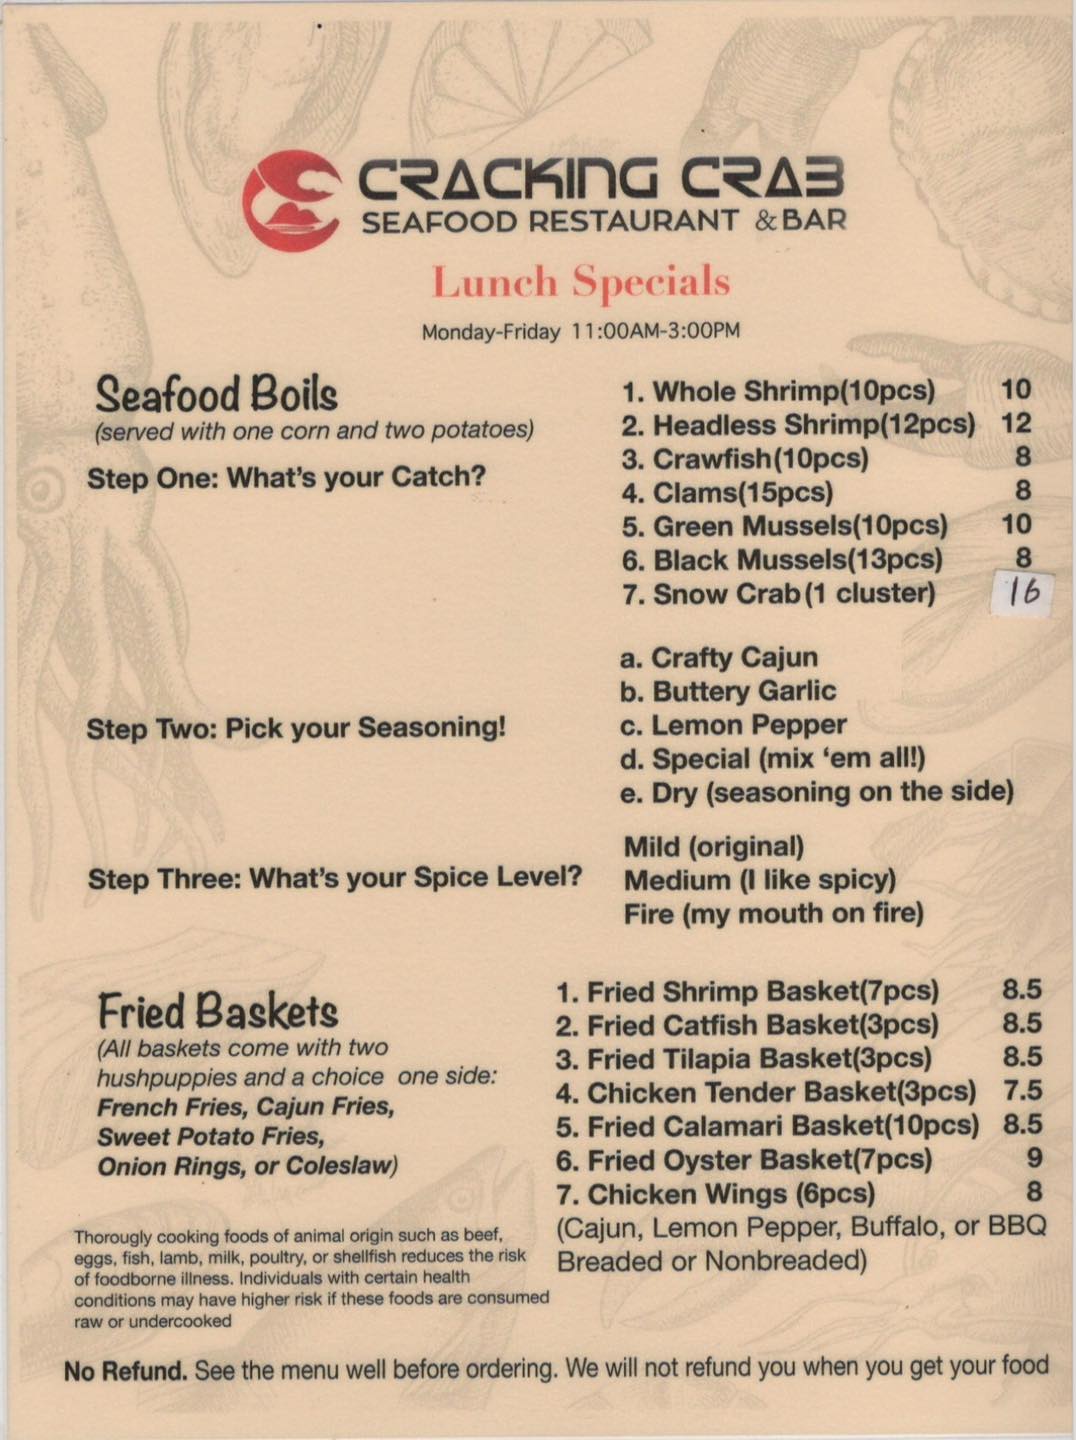 CRACKING CRAB
SEAFOOD RESTAURANT & BAR
Lunch Specials
Monday-Friday 11:00AM-3:00PM
Seafood Boils
(served with one corn and two potatoes)
Step One: What's your Catch?
1. Whole Shrimp(10pcs) 10
2. Headless Shrimp(12pcs) 12
3. Crawfish(10pcs) 8
4. Clams(15pcs) 8
5. Green Mussels(10pcs) 10
6. Black Mussels(13pcs) 8
7. Snow Crab(1 cluster) 16
Step Two: Pick your Seasoning!
a. Crafty Cajun
b. Buttery Garlic
c. Lemon Pepper
d. Special (mix 'em all!)
e. Dry (seasoning on the side)
Step Three: What's your Spice Level?
Mild (original)
Medium (I like spicy)
Fire (my mouth on fire)
Fried Baskets
(All baskets come with two
hushpuppies and a choice one side:
French Fries, Cajun Fries,
Sweet Potato Fries,
Onion Rings, or Coleslaw)
1. Fried Shrimp Basket(7pcs) 8.5
2. Fried Catfish Basket(3pcs) 8.5
3. Fried Tilapia Basket(3pcs) 8.5
4. Chicken Tender Basket(3pcs) 7.5
5. Fried Calamari Basket(10pcs) 8.5
6. Fried Oyster Basket(7pcs) 9
7. Chicken Wings (6pcs) 8
(Cajun, Lemon Pepper, Buffalo, or BBQ
Breaded or Nonbreaded)
Thorougly cooking foods of animal origin such as beef,
eggs, fish, lamb, milk, poultry, or shellfish reduces the risk
of foodborne illness. Individuals with certain health
conditions may have higher risk if these foods are consumed
raw or undercooked
No Refund. See the menu well before ordering. We will not refund you when you get your food